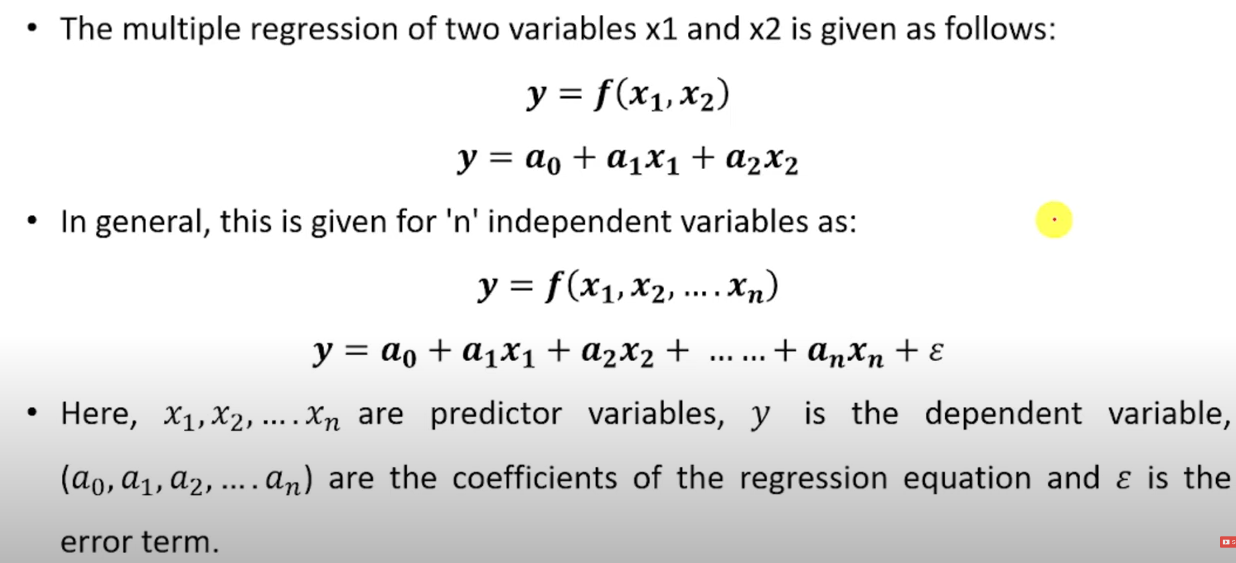 • The multiple regression of two variables x1 and x2 is given as follows:
y = f(x₁, x₂)
y = a₀ + a₁x₁ + a₂x₂
• In general, this is given for 'n' independent variables as:
y = f(x₁, x₂, .... xₙ)
y = a₀ + a₁x₁ + a₂x₂ + ... ... + aₙxₙ + ε
• Here, x₁, x₂, .... xₙ are predictor variables, y is the dependent variable,
(a₀, a₁, a₂, .... aₙ) are the coefficients of the regression equation and ε is the
error term.